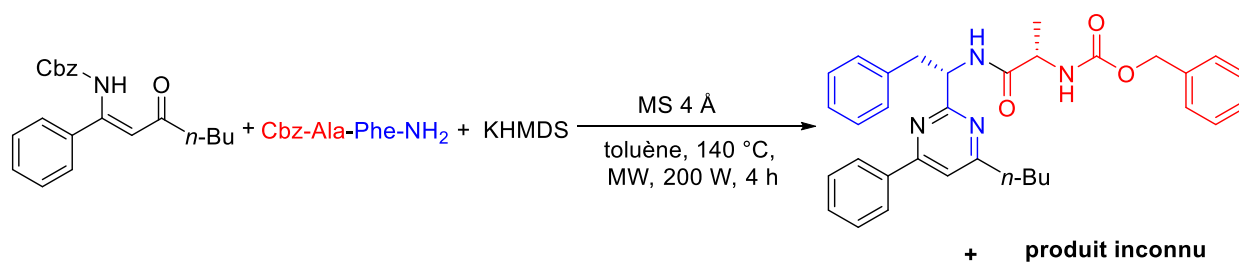 Cbz
NH
O
n-Bu
+
Cbz-Ala-Phe-NH2
+
KHMDS
MS 4 Å
toluène, 140 °C,
MW, 200 W, 4 h
H
N
O
N
H
O
O
N
N
n-Bu
+ produit inconnu